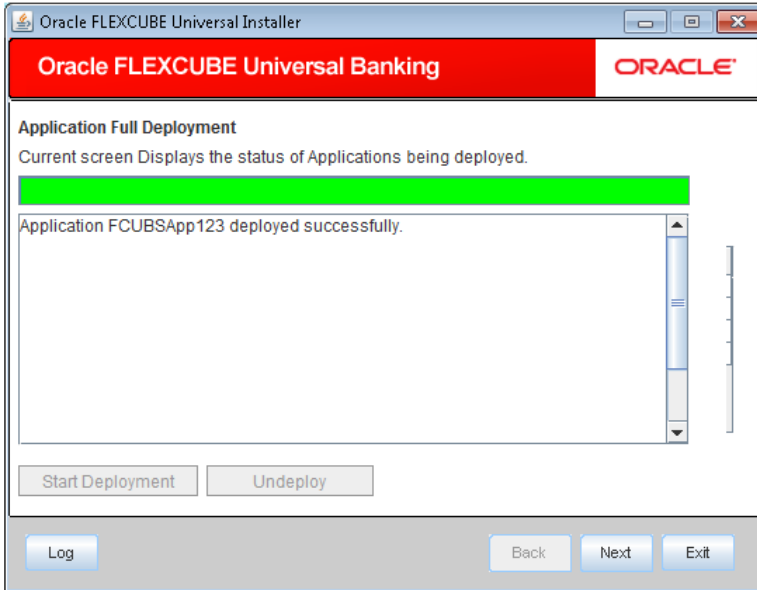 Oracle FLEXCUBE Universal Installer
Oracle FLEXCUBE Universal Banking
ORACLE
Application Full Deployment
Current screen Displays the status of Applications being deployed.
Application FCUBSApp123 deployed successfully.
Start Deployment Undeploy
Log Back Next Exit